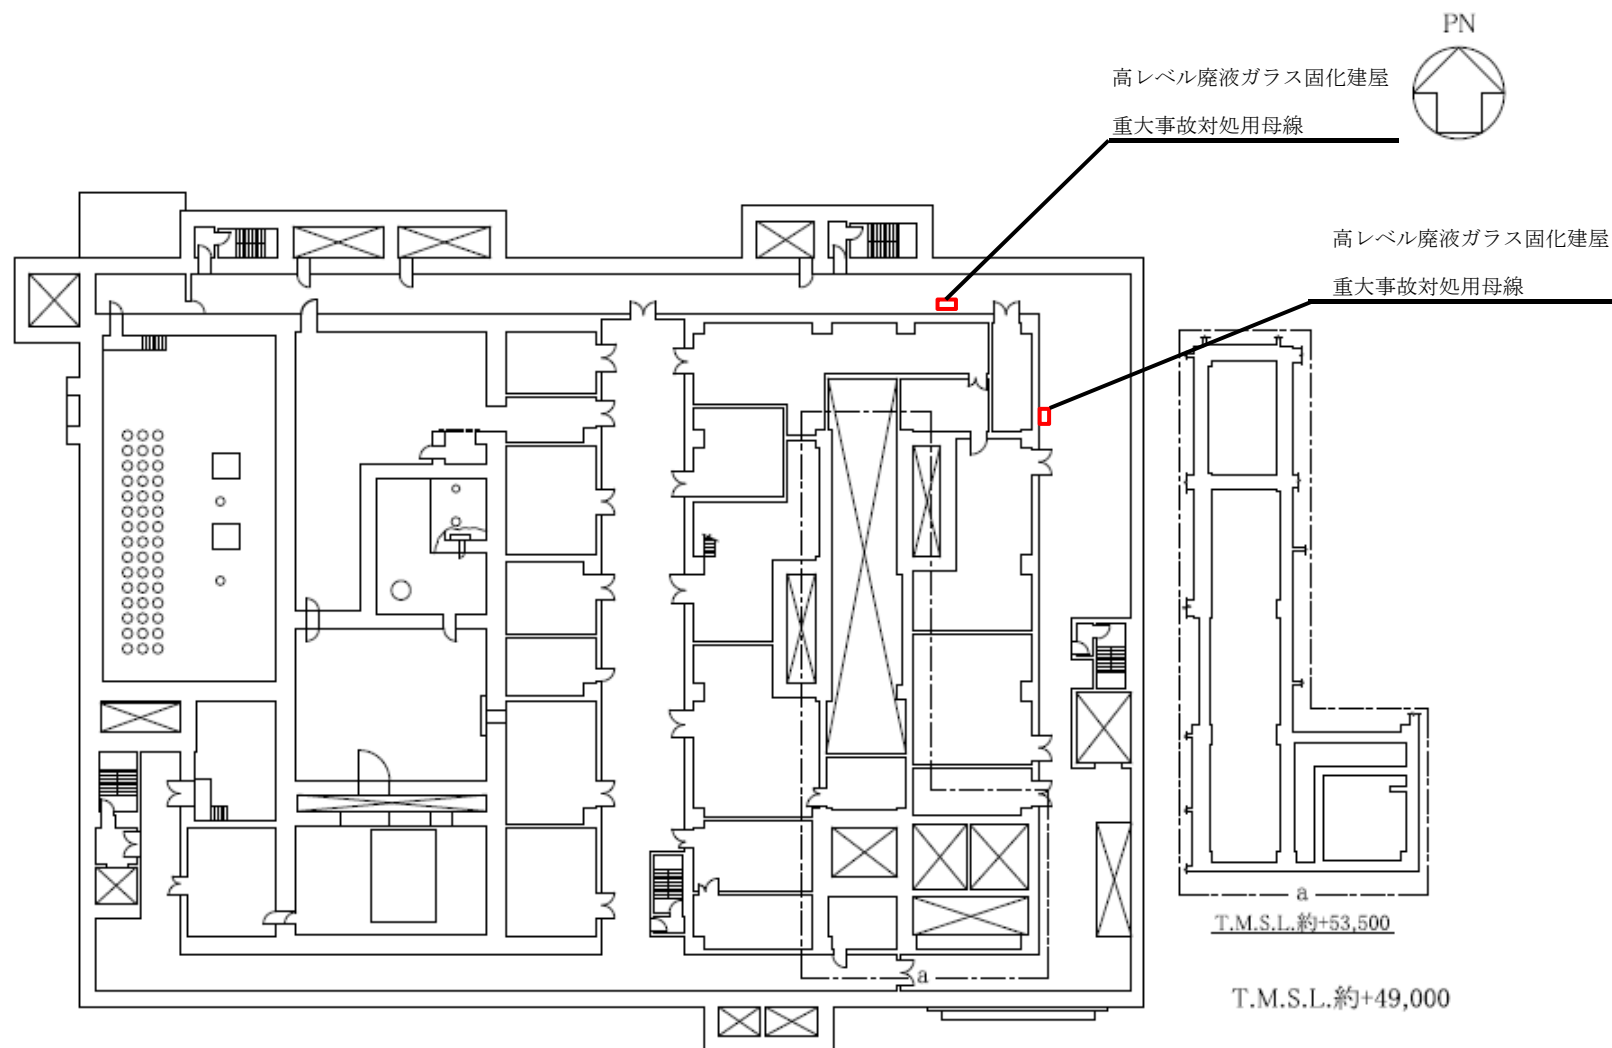 PN
高レベル廃液ガラス固化建屋
重大事故対処用母線
高レベル廃液ガラス固化建屋
重大事故対処用母線
a
T.M.S.L.約+53,500
a
T.M.S.L.約+49,000